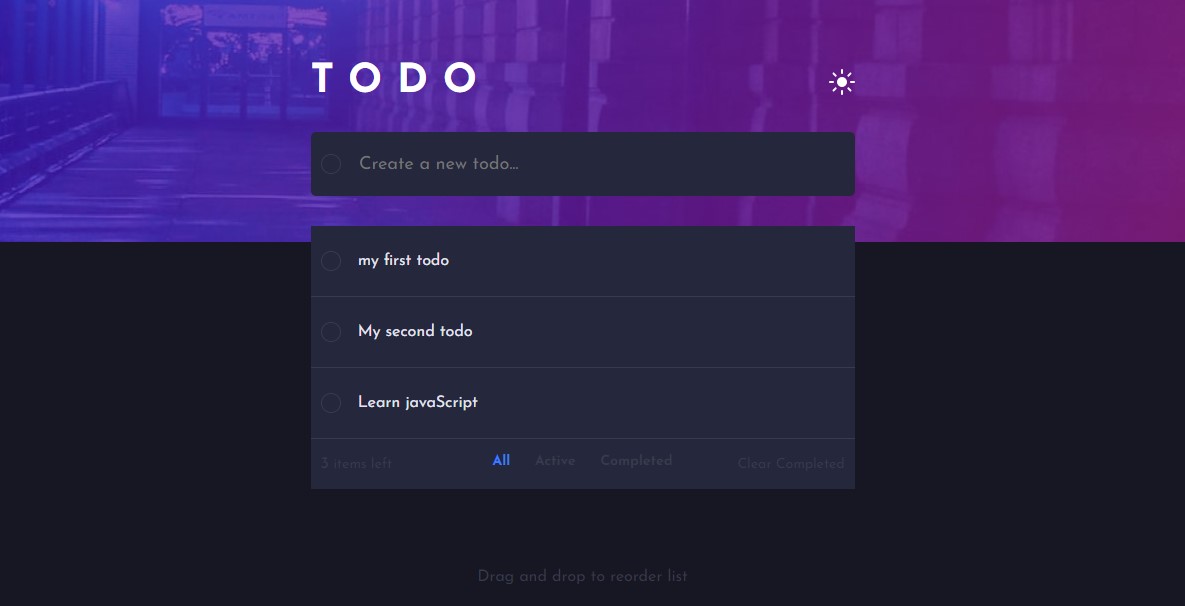 TODO
Create a new todo...
my first todo
My second todo
Learn javaScript
3 items left All Active Completed Clear Completed
Drag and drop to reorder list